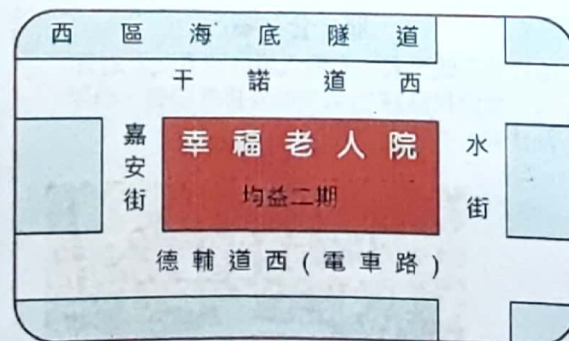 西區海底隧道
干諾道西
嘉安街
幸福老人院
均益二期
水街
德輔道西(電車路)